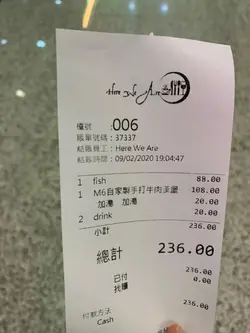 Here We Are
檯號 :006
賬單號碼 : 37337
結賬員工 : Here We Are
結賬時間 : 09/02/2020 19:04:47
1 fish 88.00
1 M6自家製手打牛肉漢堡 108.00
加湯 加湯 20.00
2 drink 20.00
小計 236.00
總計 236.00
已付 236.00
找續 0.00
付款方法
Cash 236.00